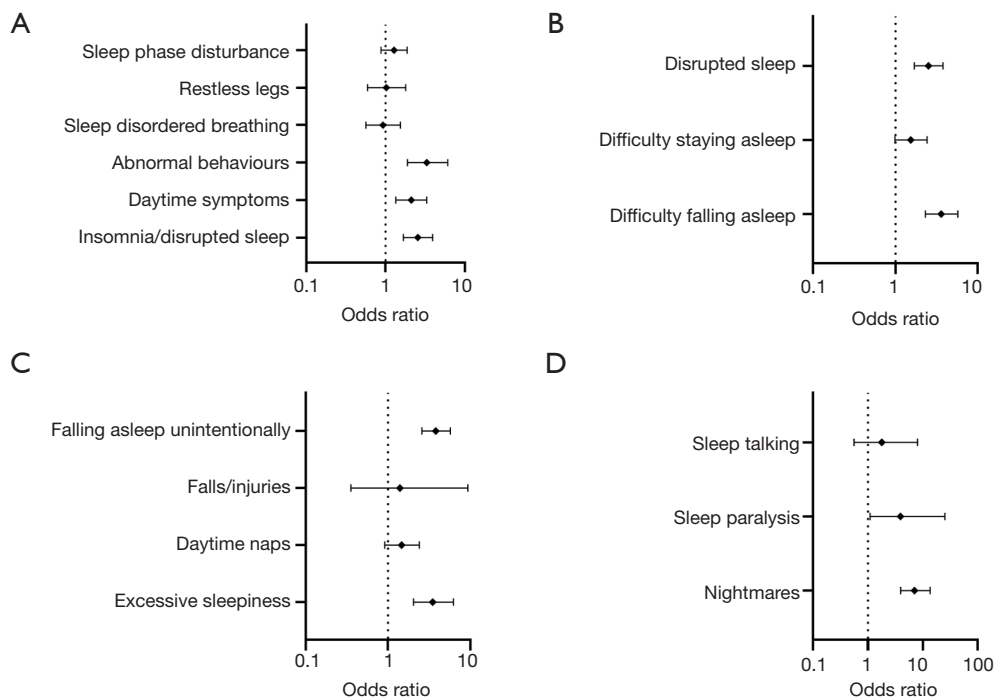 A
Sleep phase disturbance
Restless legs
Sleep disordered breathing
Abnormal behaviours
Daytime symptoms
Insomnia/disrupted sleep
0.1 1 10
Odds ratio
B
Disrupted sleep
Difficulty staying asleep
Difficulty falling asleep
0.1 1 10
Odds ratio
C
Falling asleep unintentionally
Falls/injuries
Daytime naps
Excessive sleepiness
0.1 1 10
Odds ratio
D
Sleep talking
Sleep paralysis
Nightmares
0.1 1 10 100
Odds ratio